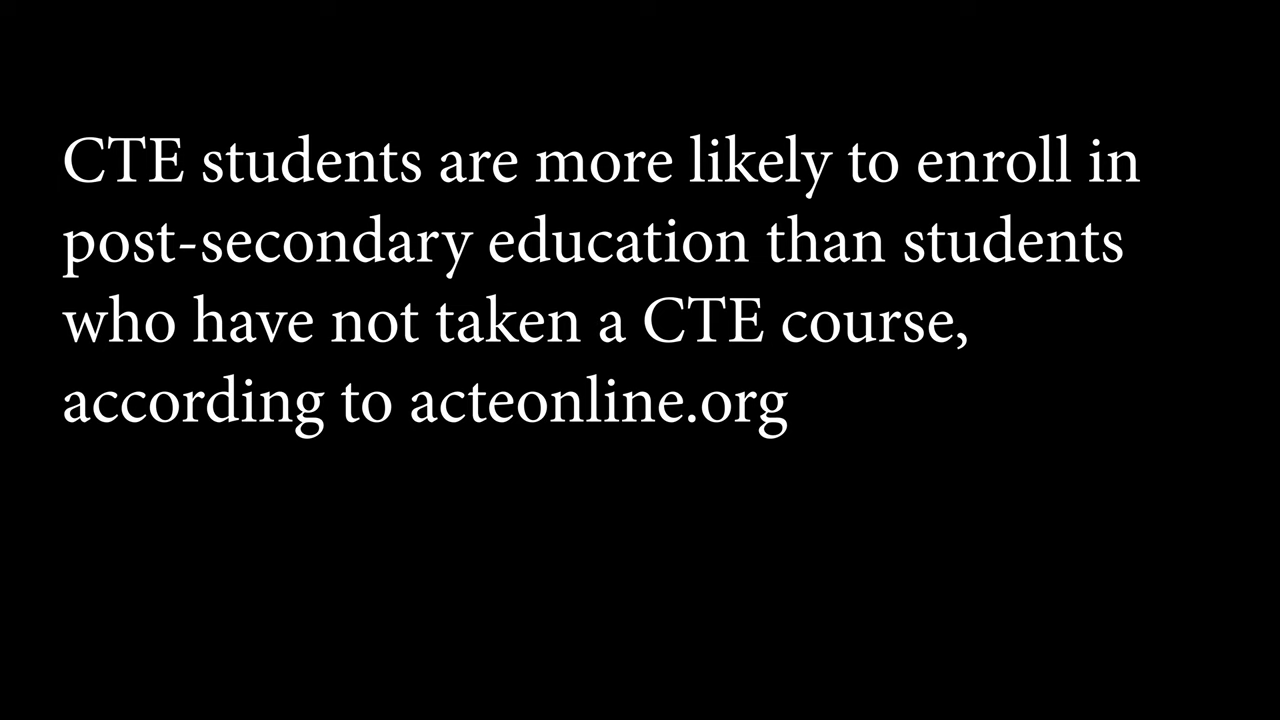 CTE students are more likely to enroll in
post-secondary education than students
who have not taken a CTE course,
according to acteonline.org